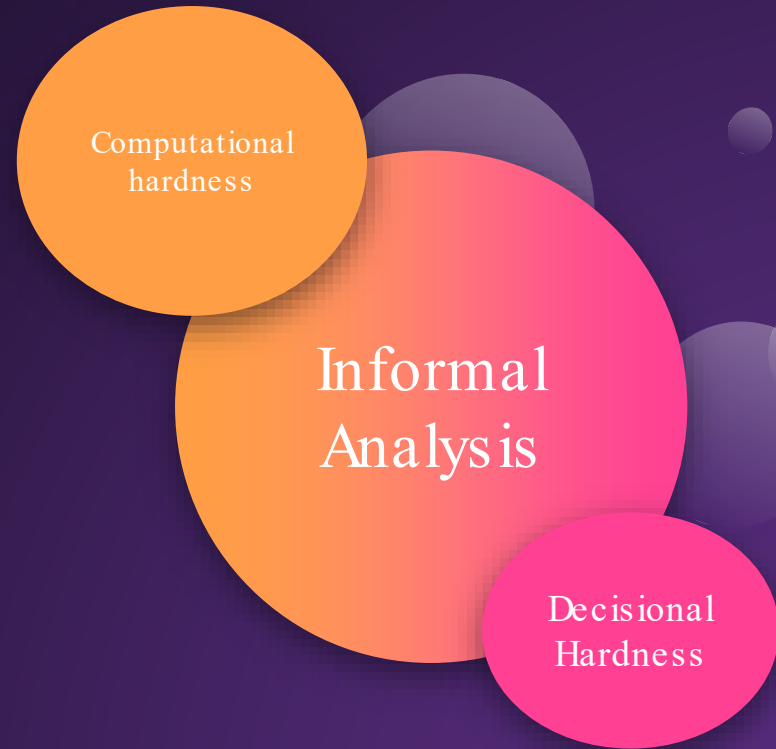 Computational
hardness
Informal
Analysis
Decisional
Hardness